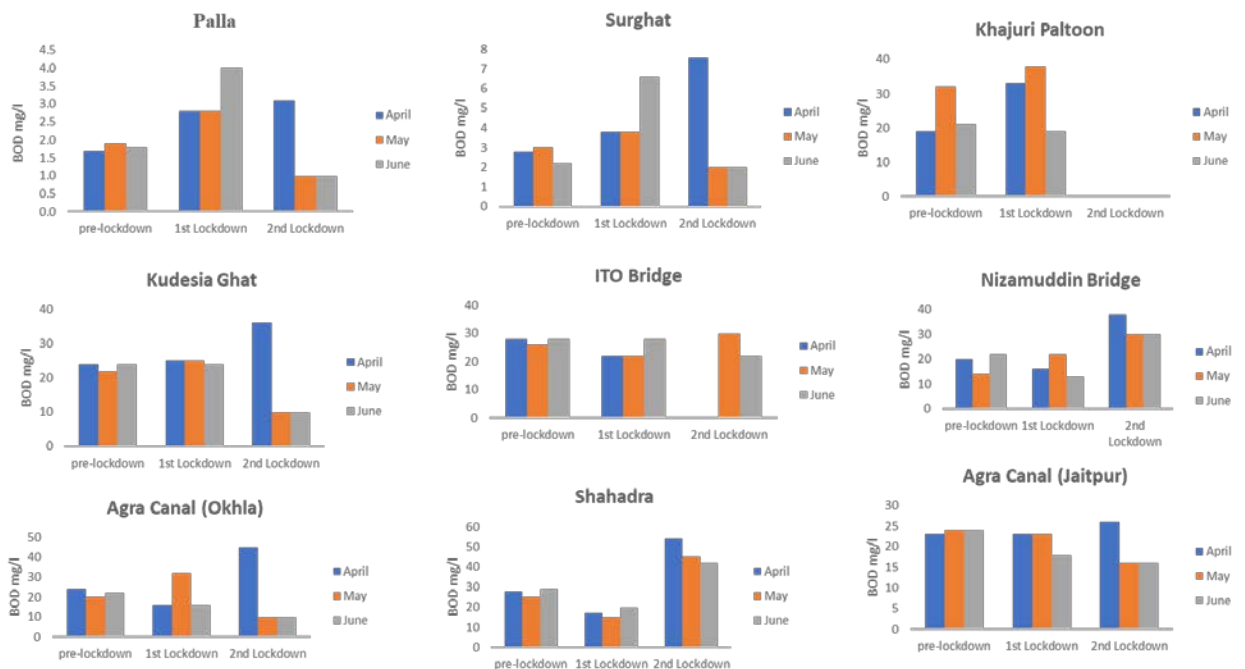 Palla
BOD mg/l
4.5
4.0
3.5
3.0
2.5
2.0
1.5
1.0
0.5
0.0
pre-lockdown 1st Lockdown 2nd Lockdown
April
May
June
Surghat
BOD mg/l
8
7
6
5
4
3
2
1
0
pre-lockdown 1st Lockdown 2nd Lockdown
April
May
June
Khajuri Paltoon
BOD mg/l
40
30
20
10
0
pre-lockdown 1st Lockdown 2nd Lockdown
April
May
June
Kudesia Ghat
BOD mg/l
40
30
20
10
0
pre-lockdown 1st Lockdown 2nd Lockdown
April
May
June
ITO Bridge
BOD mg/l
40
30
20
10
0
pre-lockdown 1st Lockdown 2nd Lockdown
April
May
June
Nizamuddin Bridge
BOD mg/l
40
30
20
10
0
pre-lockdown 1st Lockdown 2nd
Lockdown
April
May
June
Agra Canal (Okhla)
BOD mg/l
50
40
30
20
10
0
pre-lockdown 1st Lockdown 2nd Lockdown
April
May
June
Shahadra
BOD mg/l
60
50
40
30
20
10
0
pre-lockdown 1st Lockdown 2nd Lockdown
April
May
June
Agra Canal (Jaitpur)
BOD mg/l
30
25
20
15
10
5
0
pre-lockdown 1st Lockdown 2nd Lockdown
April
May
June